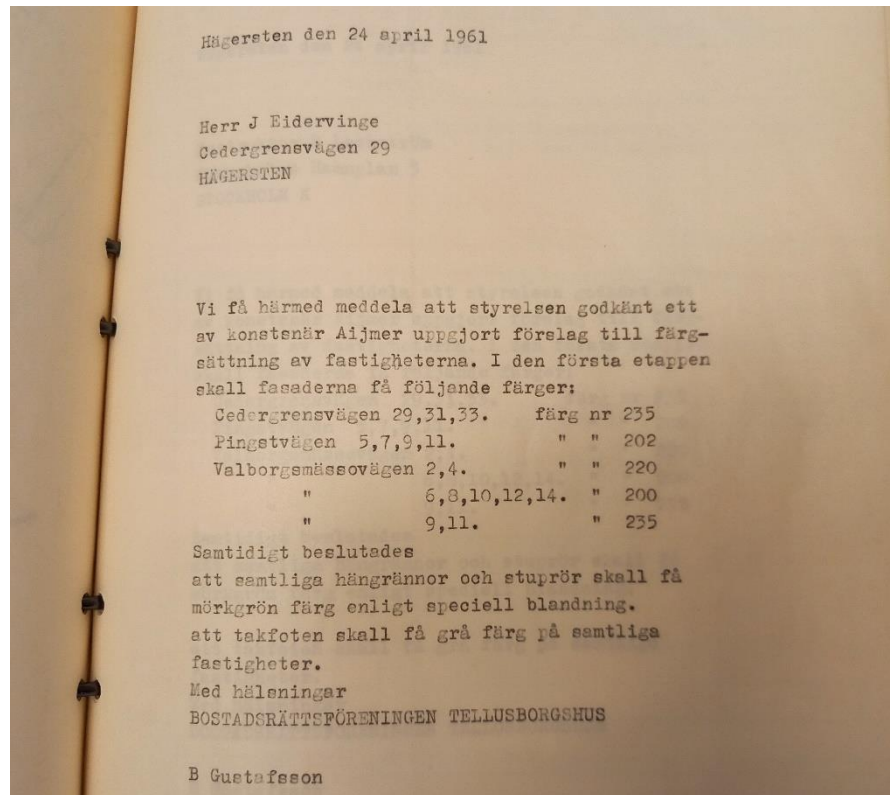 Hägersten den 24 april 1961
Herr J Eidervinge
Cedergrensvägen 29
HÄGERSTEN
Vi få härmed meddela att styrelsen godkänt ett
av konstsnär Aijmer uppgjort förslag till färg-
sättning av fastigheterna. I den första etappen
skall fasaderna få följande färger:
Cedergrensvägen 29,31,33. färg nr 235
Pingstvägen 5,7,9,11. " " 202
Valborgsmässovägen 2,4. " " 220
" 6,8,10,12,14. " 200
" 9,11. " 235
Samtidigt beslutades
att samtliga hängrännor och stuprör skall få
mörkgrön färg enligt speciell blandning.
att takfoten skall få grå färg på samtliga
fastigheter.
Med hälsningar
BOSTADSRÄTTSFÖRENINGEN TELLUSBORGSHUS
B Gustafsson